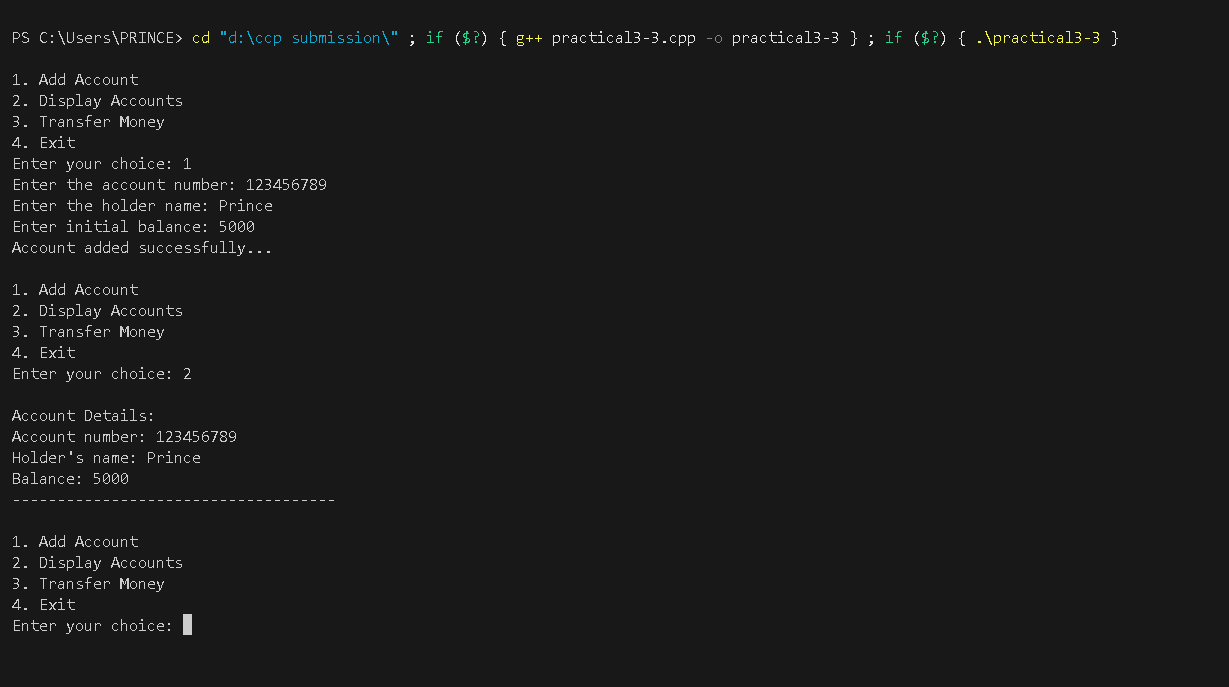 PS C:\Users\PRINCE> cd "d:\ccp submission\" ; if ($?) { g++ practical3-3.cpp -o practical3-3 } ; if ($?) { .\practical3-3 }
1. Add Account
2. Display Accounts
3. Transfer Money
4. Exit
Enter your choice: 1
Enter the account number: 123456789
Enter the holder name: Prince
Enter initial balance: 5000
Account added successfully...
1. Add Account
2. Display Accounts
3. Transfer Money
4. Exit
Enter your choice: 2
Account Details:
Account number: 123456789
Holder's name: Prince
Balance: 5000
------------------------------------
1. Add Account
2. Display Accounts
3. Transfer Money
4. Exit
Enter your choice: